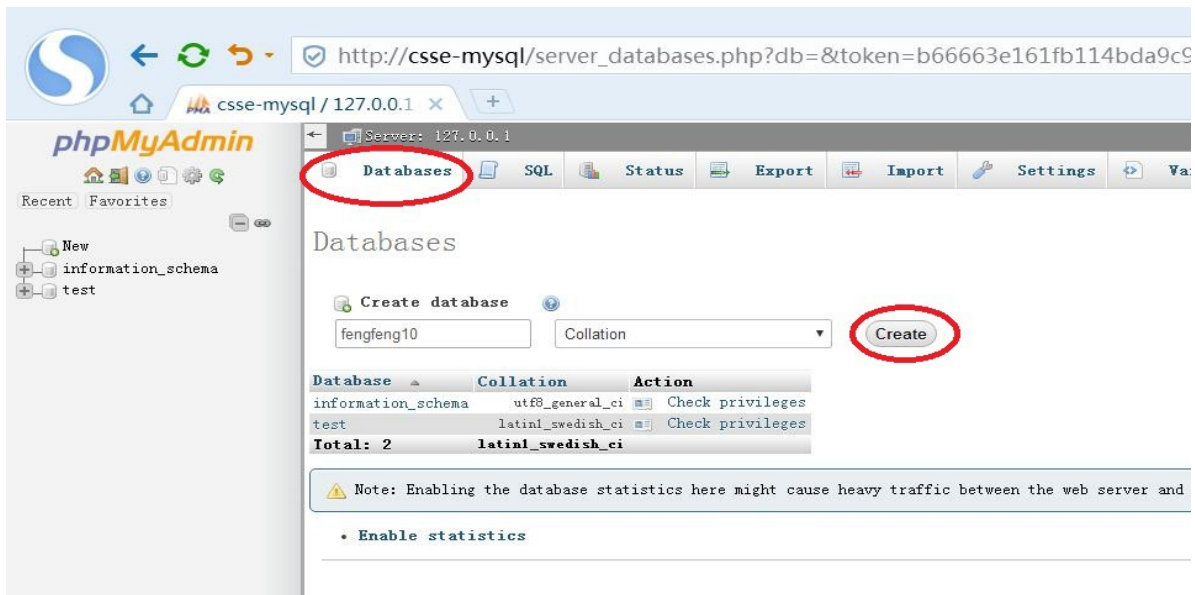 http://csse-mysql/server_databases.php?db=&token=b66663e161fb114bda9c9
csse-mysql / 127.0.0.1
phpMyAdmin
Recent Favorites
New
information_schema
test
Server: 127.0.0.1
Databases SQL Status Export Import Settings Va
Databases
Create database
fengfeng10 Collation Create
Database Collation Action
information_schema utf8_general_ci Check privileges
test latin1_swedish_ci Check privileges
Total: 2 latin1_swedish_ci
Note: Enabling the database statistics here might cause heavy traffic between the web server and
• Enable statistics